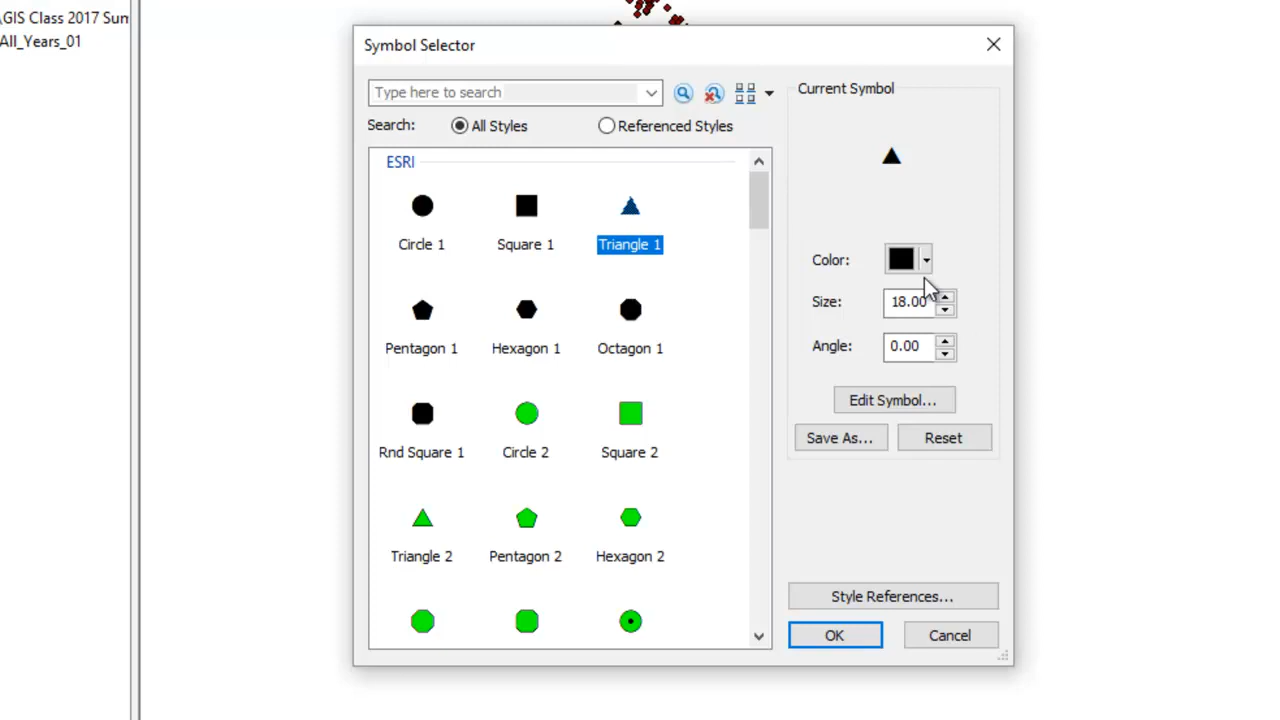 GIS Class 2017 Sum
All_Years_01
Symbol Selector
Type here to search
Search:
All Styles
Referenced Styles
ESRI
Circle 1
Square 1
Triangle 1
Pentagon 1
Hexagon 1
Octagon 1
Rnd Square 1
Circle 2
Square 2
Triangle 2
Pentagon 2
Hexagon 2
Current Symbol
Color:
Size:
18.00
Angle:
0.00
Edit Symbol...
Save As...
Reset
Style References...
OK
Cancel